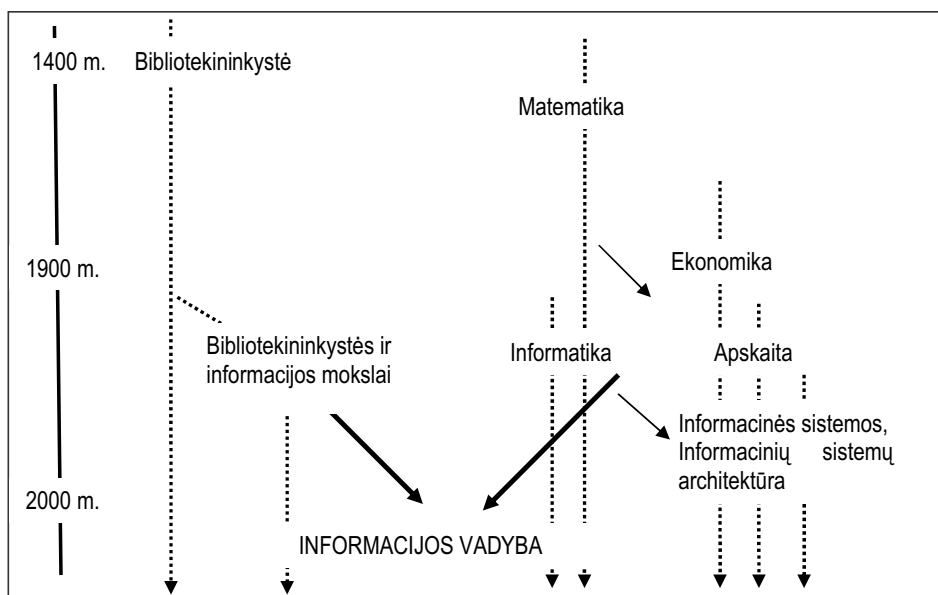 1400 m.
Bibliotekininkystė
Matematika
1900 m.
Ekonomika
Bibliotekininkystės ir
informacijos mokslai
Informatika
Apskaita
Informacinės sistemos,
Informacinių sistemų
architektūra
2000 m.
INFORMACIJOS VADYBA